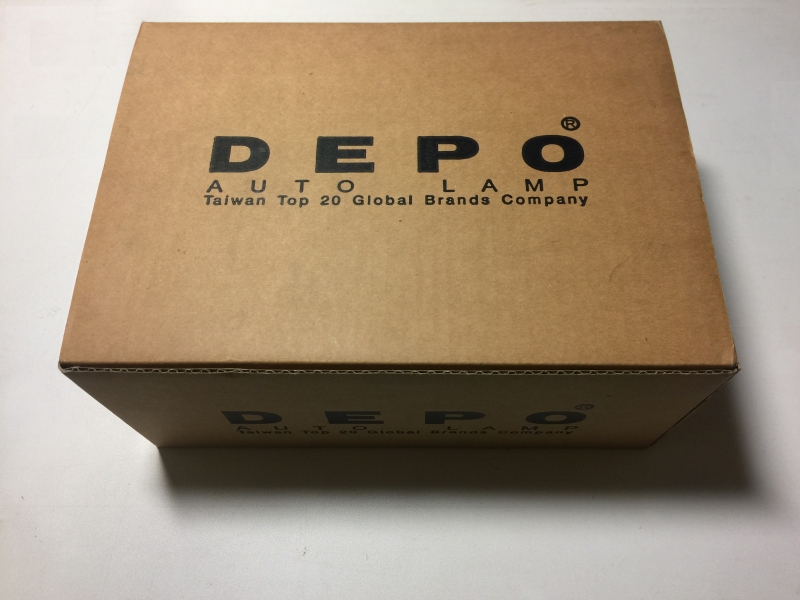 DEPO®
AUTO LAMP
Taiwan Top 20 Global Brands Company
DEPO®
AUTO LAMP
Taiwan Top 20 Global Brands Company